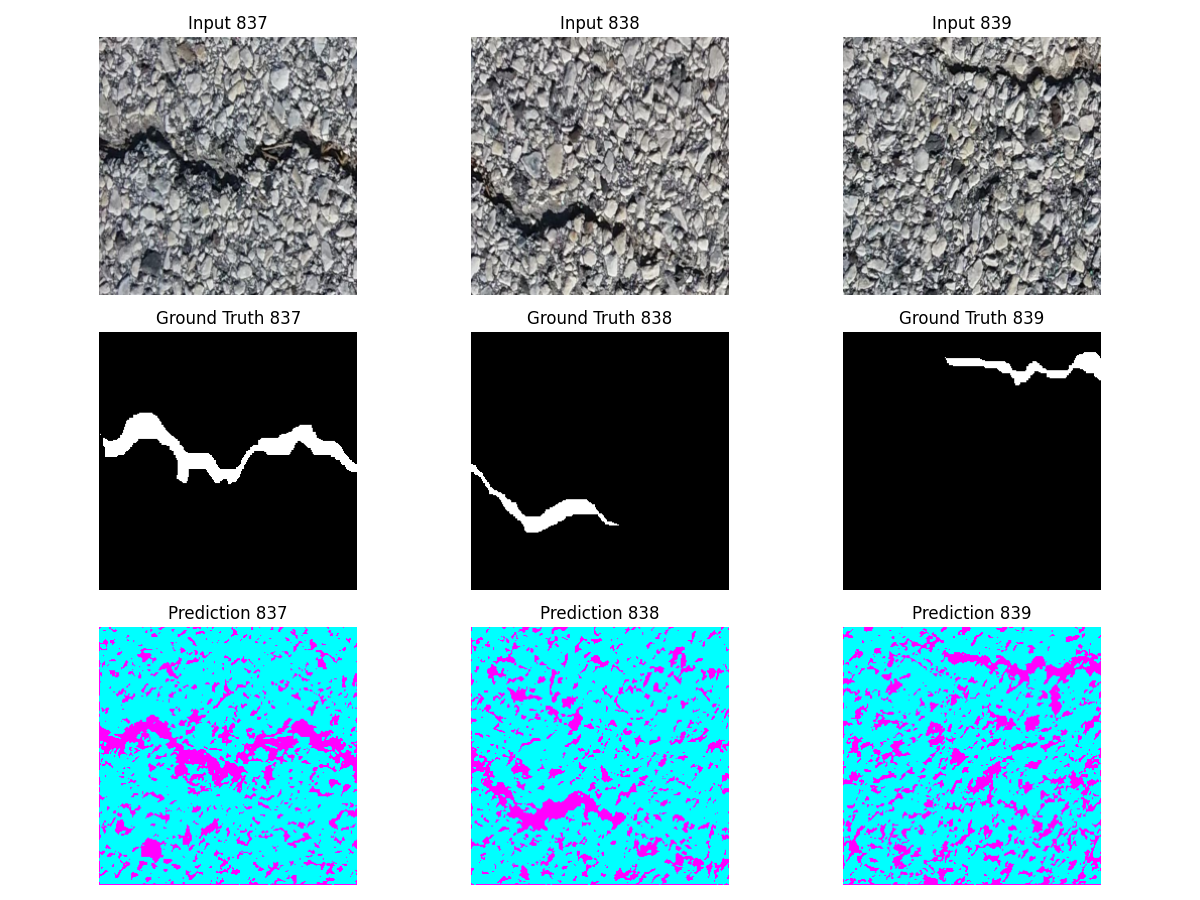 Input 837
Input 838
Input 839
Ground Truth 837
Ground Truth 838
Ground Truth 839
Prediction 837
Prediction 838
Prediction 839